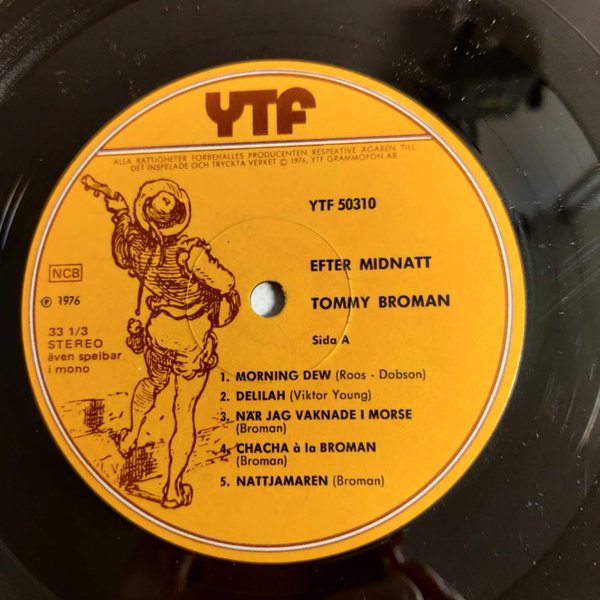 YTF
ALLA RÄTTIGHETER FÖRBEHÅLLES PRODUCENTEN RESPEKTIVE ÄGAREN TILL
DET INSPELADE OCH TRYCKTA VERKET Ⓒ 1976, YTF GRAMMOFON AB
YTF 50310
EFTER MIDNATT
NCB
Ⓟ 1976
TOMMY BROMAN
33 1/3
STEREO
även spelbar
i mono
Sida A
1. MORNING DEW (Roos - Dobson)
2. DELILAH (Viktor Young)
3. NÄR JAG VAKNADE I MORSE
(Broman)
4. CHACHA à la BROMAN
(Broman)
5. NATTJAMAREN (Broman)